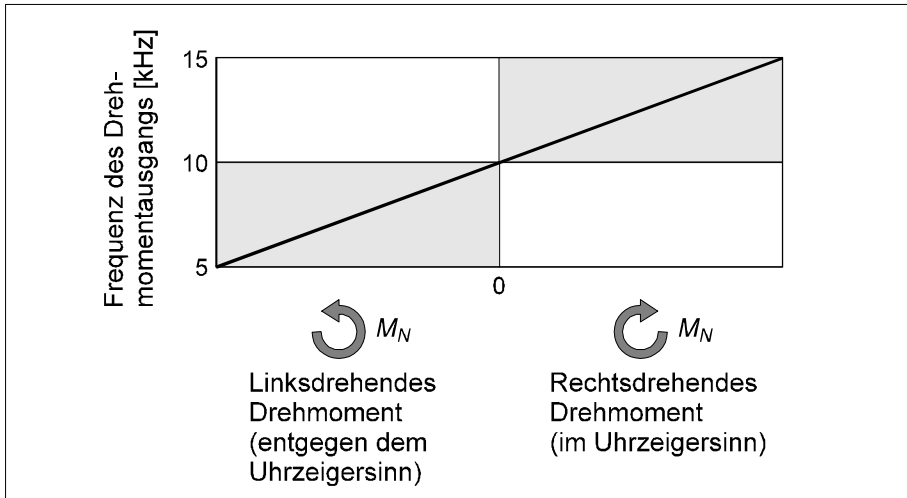 Frequenz des Dreh-
momentausgangs [kHz]
15
10
5
0
M_N
M_N
Linksdrehendes
Drehmoment
(entgegen dem
Uhrzeigersinn)
Rechtsdrehendes
Drehmoment
(im Uhrzeigersinn)